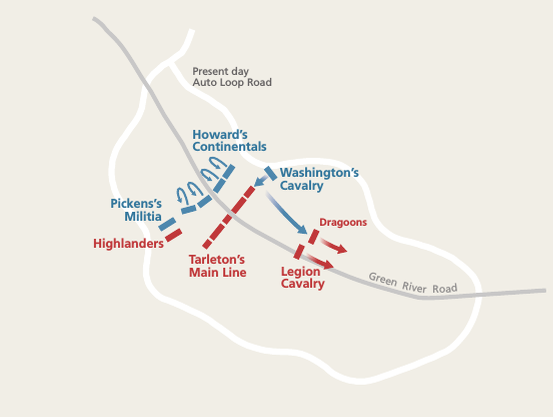 Present day
Auto Loop Road
Howard's
Continentals
Washington's
Cavalry
Pickens's
Militia
Dragoons
Highlanders
Tarleton's
Main Line
Legion
Cavalry
Green River Road